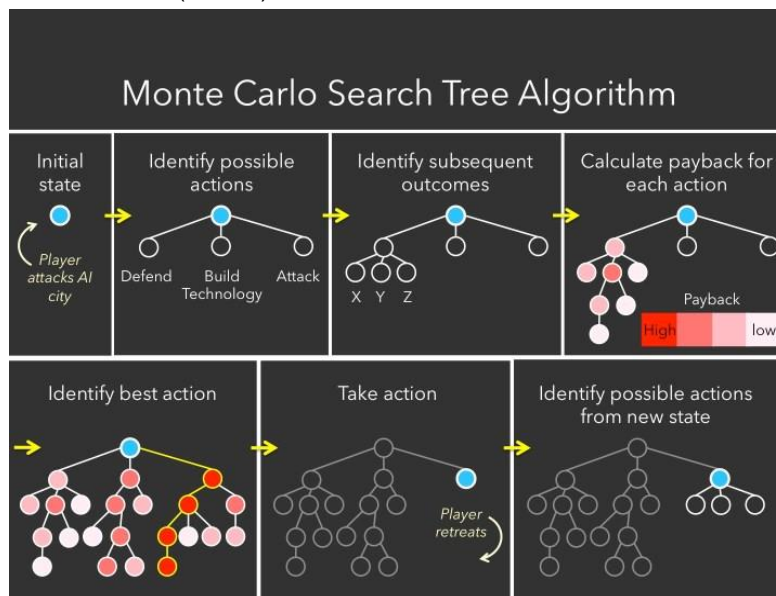 Monte Carlo Search Tree Algorithm
Initial
state
Player
attacks AI
city
Identify possible
actions
Defend
Build
Technology
Attack
Identify subsequent
outcomes
X Y Z
Calculate payback for
each action
Payback
High
low
Identify best action
Take action
Player
retreats
Identify possible actions
from new state